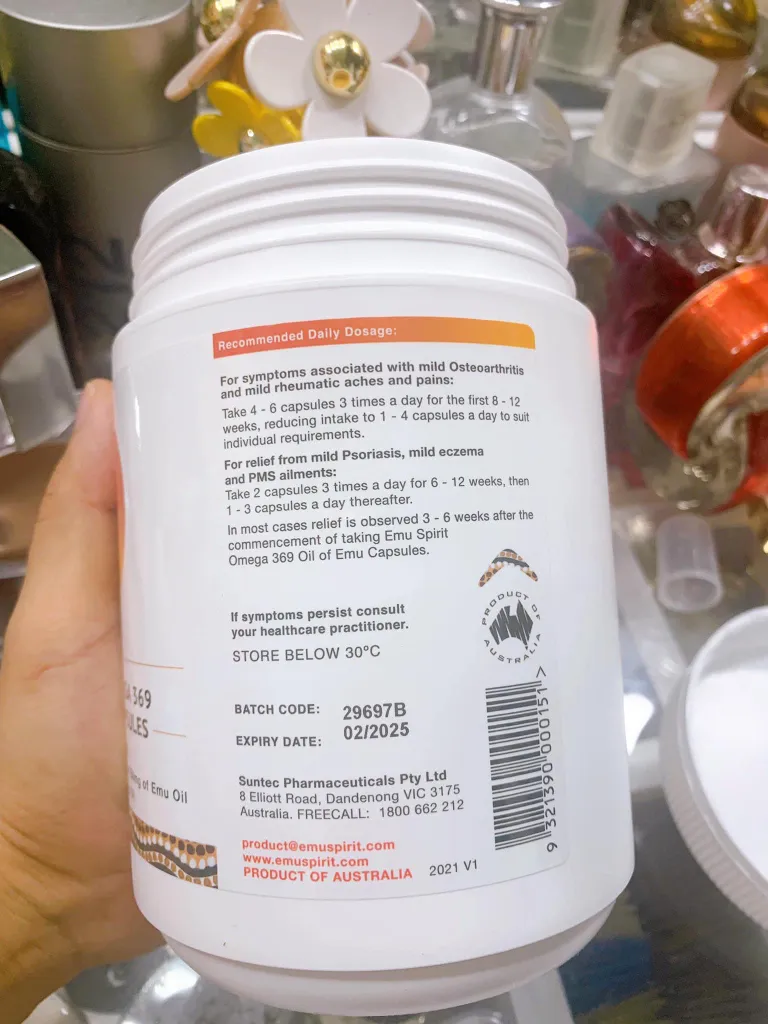 Recommended Daily Dosage:
For symptoms associated with mild Osteoarthritis
and mild rheumatic aches and pains:
Take 4 - 6 capsules 3 times a day for the first 8 - 12
weeks, reducing intake to 1 - 4 capsules a day to suit
individual requirements.
For relief from mild Psoriasis, mild eczema
and PMS ailments:
Take 2 capsules 3 times a day for 6 - 12 weeks, then
1 - 3 capsules a day thereafter.
In most cases relief is observed 3 - 6 weeks after the
commencement of taking Emu Spirit
Omega 369 Oil of Emu Capsules.
PRODUCT OF
AUSTRALIA
If symptoms persist consult
your healthcare practitioner.
STORE BELOW 30°C
BATCH CODE: 29697B
EXPIRY DATE: 02/2025
Suntec Pharmaceuticals Pty Ltd
8 Elliott Road, Dandenong VIC 3175
Australia. FREECALL: 1800 662 212
product@emuspirit.com
www.emuspirit.com
PRODUCT OF AUSTRALIA 2021 V1
9 321390 000151 >
369
of Emu Oil